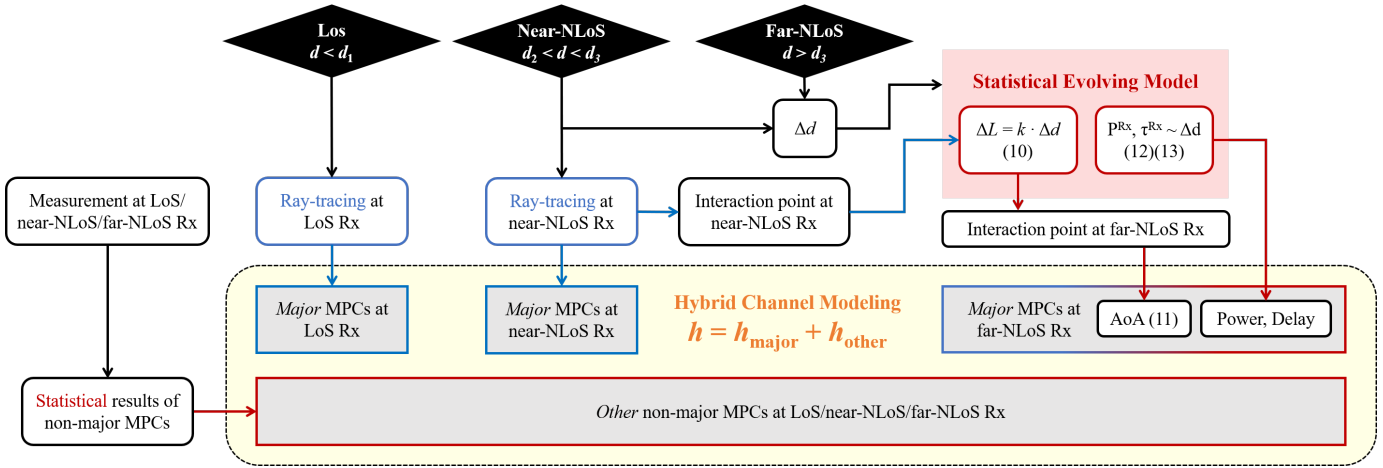 Los
d < d1
Near-NLoS
d2 < d < d3
Far-NLoS
d > d3
Δd
Statistical Evolving Model
ΔL = k · Δd
(10)
P^Rx, τ^Rx ~ Δd
(12)(13)
Measurement at LoS/
near-NLoS/far-NLoS Rx
Ray-tracing at
LoS Rx
Ray-tracing at
near-NLoS Rx
Interaction point at
near-NLoS Rx
Interaction point at far-NLoS Rx
Major MPCs at
LoS Rx
Major MPCs at
near-NLoS Rx
Hybrid Channel Modeling
h = h_major + h_other
Major MPCs at
far-NLoS Rx
AoA (11)
Power, Delay
Statistical results of
non-major MPCs
Other non-major MPCs at LoS/near-NLoS/far-NLoS Rx